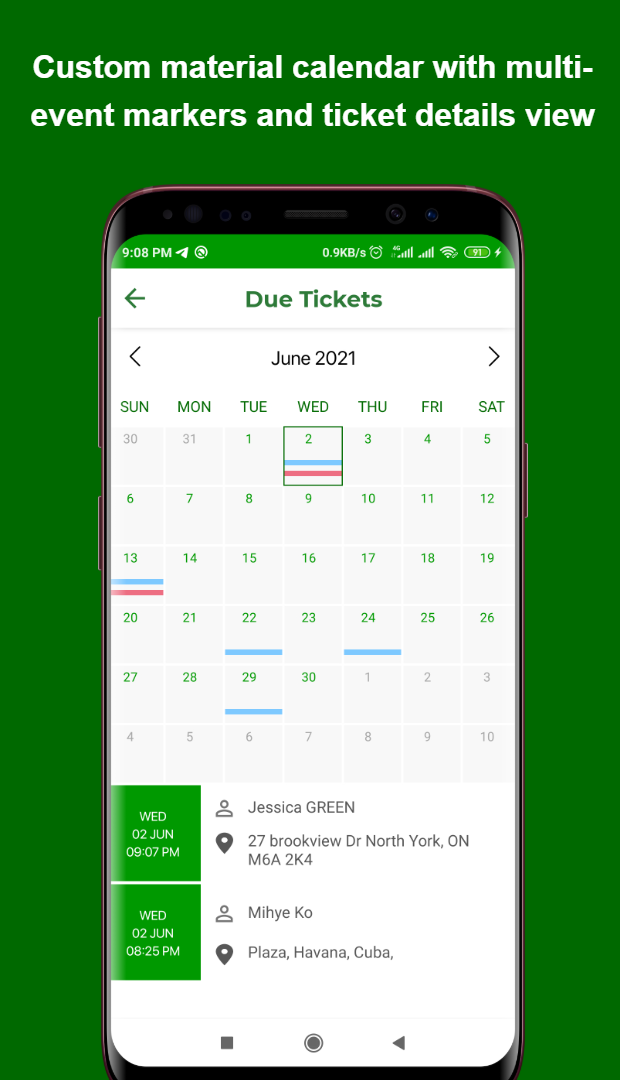 Custom material calendar with multi-
event markers and ticket details view
9:08 PM 0.9KB/s 4G 91
Due Tickets
June 2021
SUN MON TUE WED THU FRI SAT
30 31 1 2 3 4 5
6 7 8 9 10 11 12
13 14 15 16 17 18 19
20 21 22 23 24 25 26
27 28 29 30 1 2 3
4 5 6 7 8 9 10
WED
02 JUN
09:07 PM
Jessica GREEN
27 brookview Dr North York, ON
M6A 2K4
WED
02 JUN
08:25 PM
Mihye Ko
Plaza, Havana, Cuba,